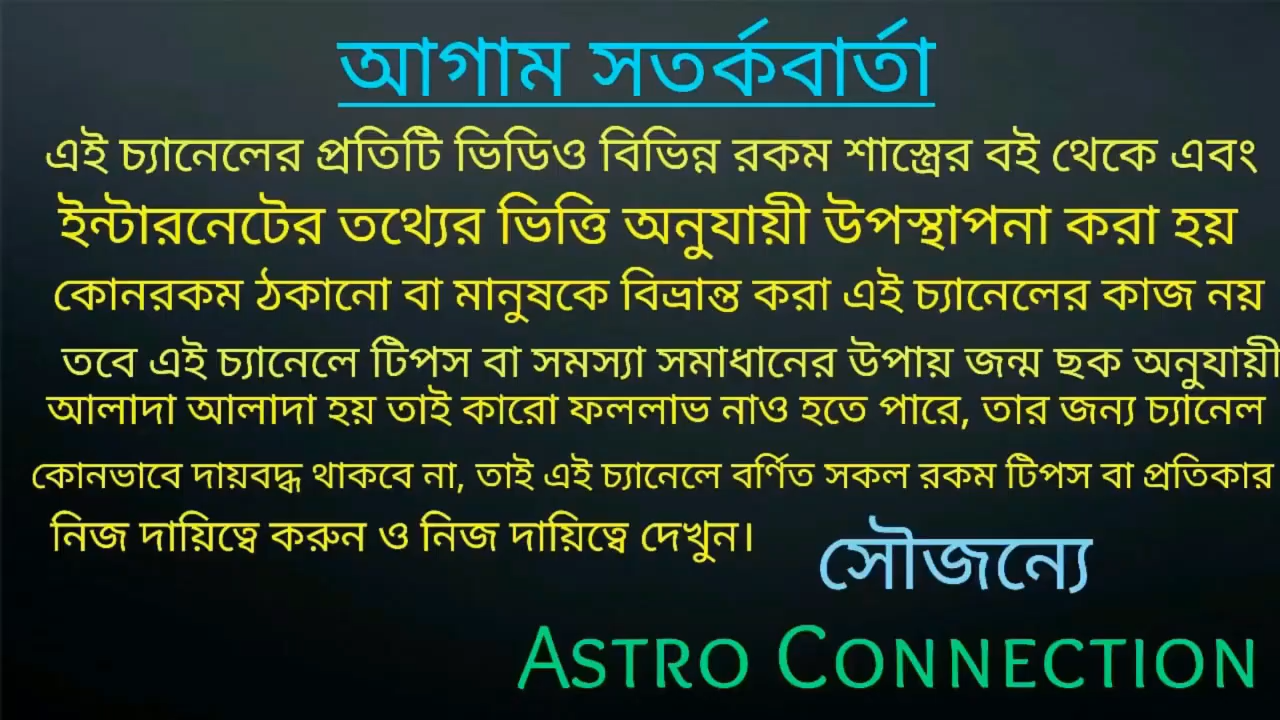 আগাম সতর্কবার্তা
এই চ্যানেলের প্রতিটি ভিডিও বিভিন্ন রকম শাস্ত্রের বই থেকে এবং
ইন্টারনেটের তথ্যের ভিত্তি অনুযায়ী উপস্থাপনা করা হয়
কোনরকম ঠকানো বা মানুষকে বিভ্রান্ত করা এই চ্যানেলের কাজ নয়
তবে এই চ্যানেলে টিপস বা সমস্যা সমাধানের উপায় জন্ম ছক অনুযায়ী
আলাদা আলাদা হয় তাই কারো ফললাভ নাও হতে পারে, তার জন্য চ্যানেল
কোনভাবে দায়বদ্ধ থাকবে না, তাই এই চ্যানেলে বর্ণিত সকল রকম টিপস বা প্রতিকার
নিজ দায়িত্বে করুন ও নিজ দায়িত্বে দেখুন।
সৌজন্যে
ASTRO CONNECTION